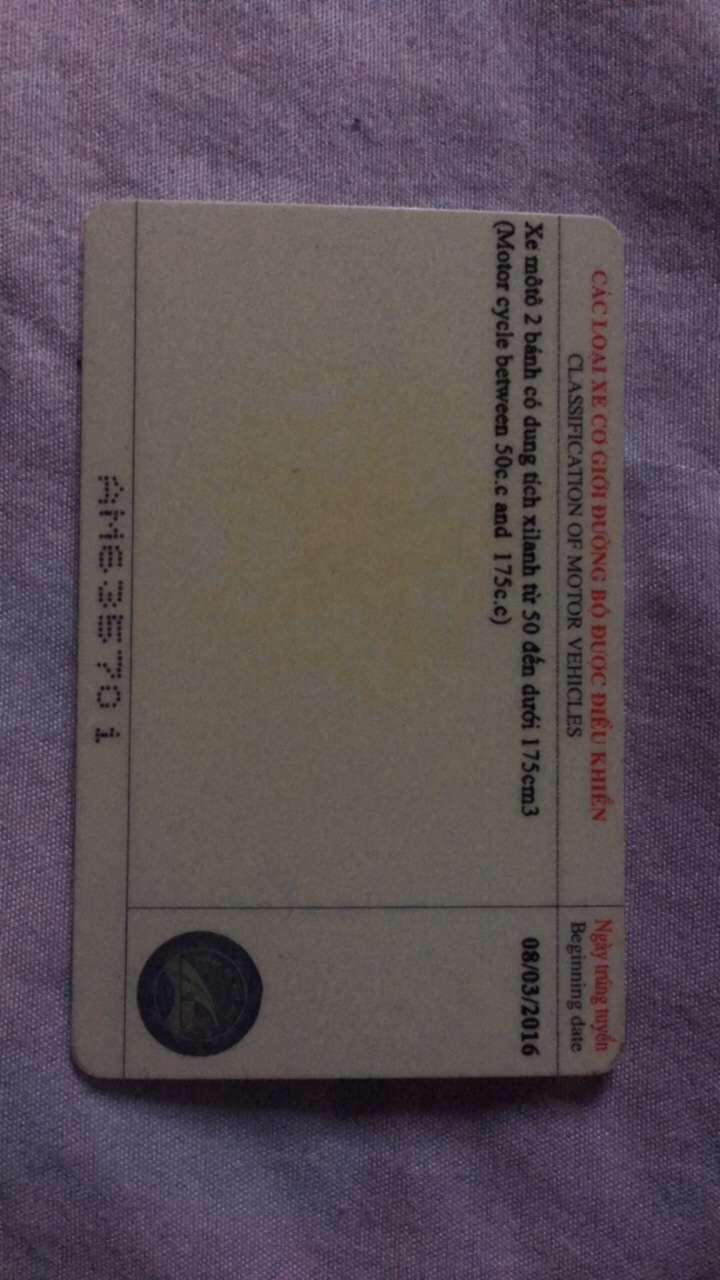 CÁC LOẠI XE CƠ GIỚI ĐƯỜNG BỘ ĐƯỢC ĐIỀU KHIỂN
CLASSIFICATION OF MOTOR VEHICLES
Ngày trúng tuyển
Beginning date
Xe môtô 2 bánh có dung tích xilanh từ 50 đến dưới 175cm3
(Motor cycle between 50c.c and 175c.c)
08/03/2016